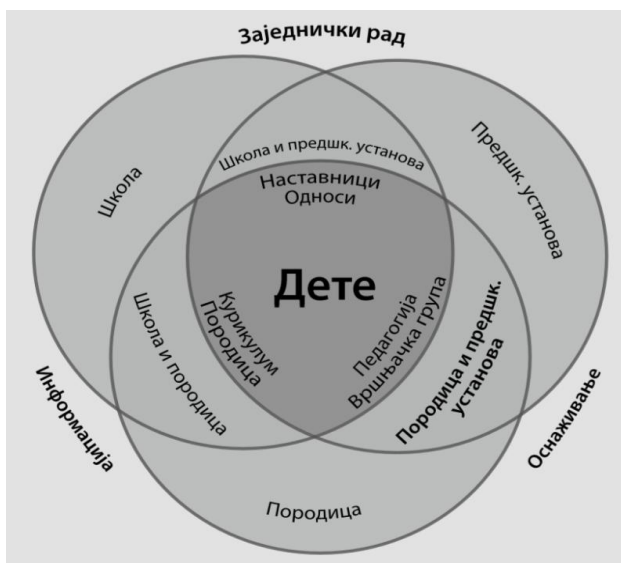 Заједнички рад
Школа
Предшк. установа
Школа и предшк. установа
Наставници
Односи
Дете
Курикулум
Породица
Педагогија
Вршњачка група
Школа и породица
Породица и предшк.
установа
Информација
Оснаживање
Породица